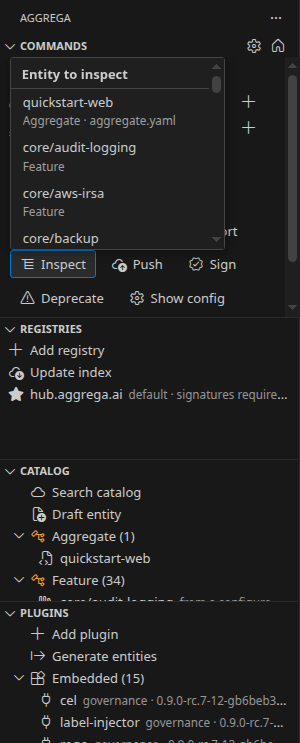 AGGREGA
COMMANDS
Entity to inspect
quickstart-web
Aggregate · aggregate.yaml
core/audit-logging
Feature
core/aws-irsa
Feature
core/backup
ort
Inspect
Push
Sign
Deprecate
Show config
REGISTRIES
Add registry
Update index
hub.aggrega.ai default · signatures require...
CATALOG
Search catalog
Draft entity
Aggregate (1)
quickstart-web
Feature (34)
PLUGINS
Add plugin
Generate entities
Embedded (15)
cel governance · 0.9.0-rc.7-12-gb6beb3...
label-injector governance · 0.9.0-rc.7-...